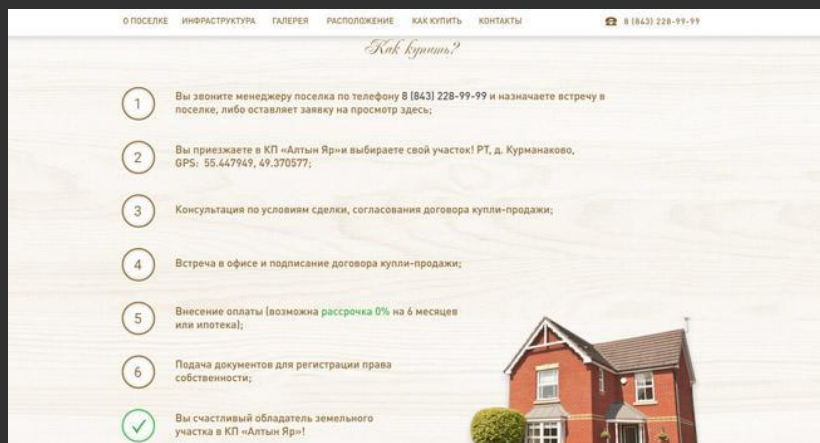 О ПОСЕЛКЕ ИНФРАСТРУКТУРА ГАЛЕРЕЯ РАСПОЛОЖЕНИЕ КАК КУПИТЬ КОНТАКТЫ 8 (843) 228-99-99
Как купить?
1 Вы звоните менеджеру поселка по телефону 8 (843) 228-99-99 и назначаете встречу в
поселке, либо оставляет заявку на просмотр здесь;
2 Вы приезжаете в КП «Алтын Яр»и выбираете свой участок! РТ, д. Курманаково,
GPS: 55.447949, 49.370577;
3 Консультация по условиям сделки, согласования договора купли-продажи;
4 Встреча в офисе и подписание договора купли-продажи;
5 Внесение оплаты (возможна рассрочка 0% на 6 месяцев
или ипотека);
6 Подача документов для регистрации права
собственности;
Вы счастливый обладатель земельного
участка в КП «Алтын Яр»!